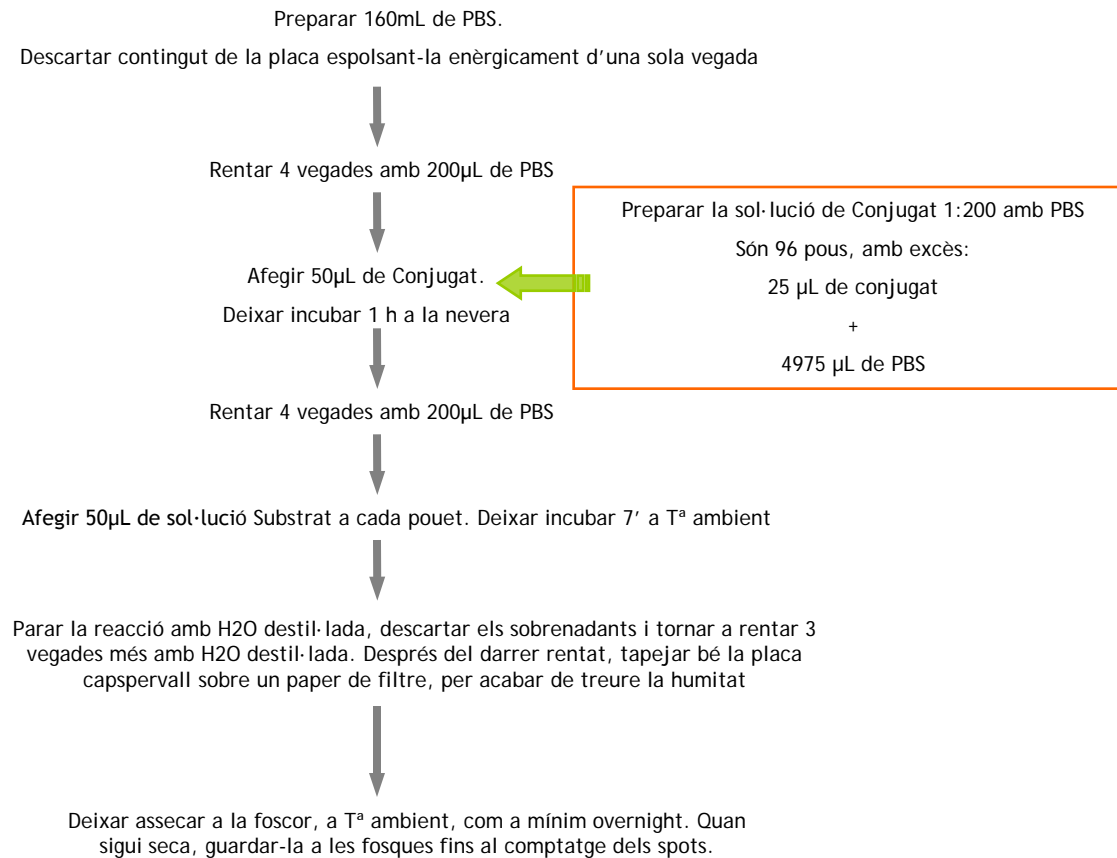 Preparar 160mL de PBS.
Descartar contingut de la placa espolsant-la enèrgicament d'una sola vegada
Rentar 4 vegades amb 200µL de PBS
Preparar la sol·lució de Conjugat 1:200 amb PBS
Són 96 pous, amb excès:
25 µL de conjugat
+
4975 µL de PBS
Afegir 50µL de Conjugat.
Deixar incubar 1 h a la nevera
Rentar 4 vegades amb 200µL de PBS
Afegir 50µL de sol·lució Substrat a cada pouet. Deixar incubar 7’ a Tª ambient
Parar la reacció amb H2O destil·lada, descartar els sobrenadants i tornar a rentar 3
vegades més amb H2O destil·lada. Després del darrer rentat, tapejar bé la placa
capspervall sobre un paper de filtre, per acabar de treure la humitat
Deixar assecar a la foscor, a Tª ambient, com a mínim overnight. Quan
sigui seca, guardar-la a les fosques fins al comptatge dels spots.